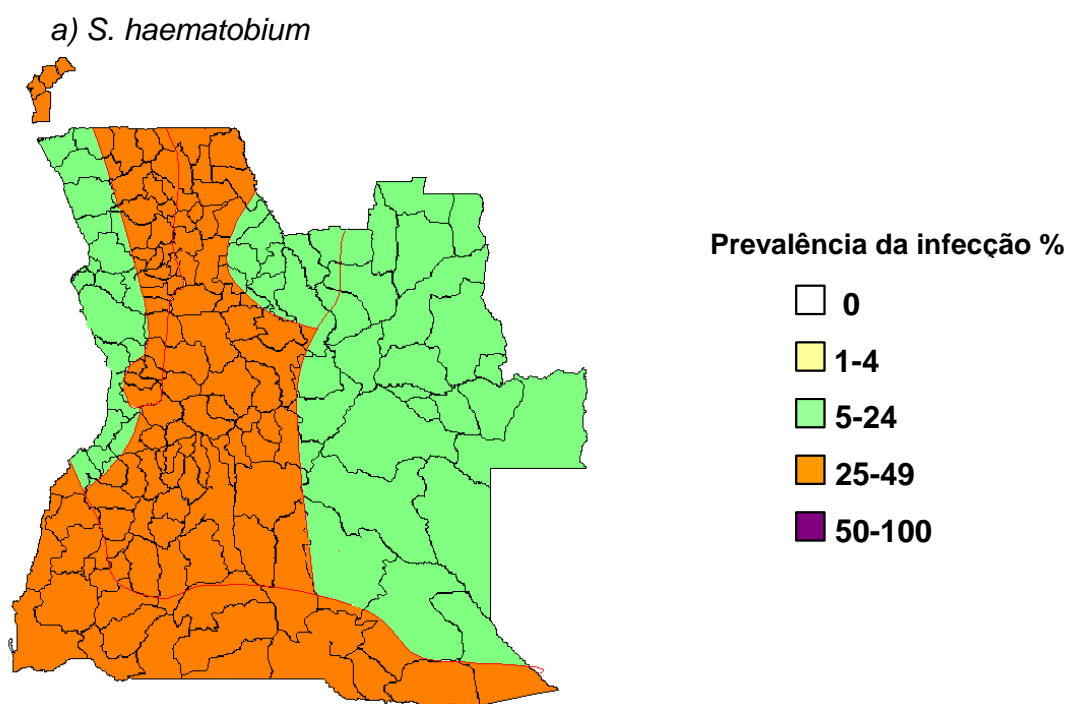 a) S. haematobium
Prevalência da infecção %
0
1-4
5-24
25-49
50-100